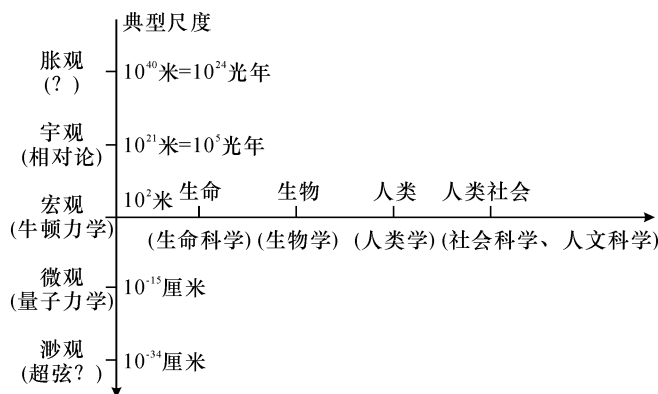 典型尺度
胀观
(?)
10⁴⁰米=10²⁴光年
宇观
(相对论)
10²¹米=10⁵光年
宏观
(牛顿力学)
10²米
生命
生物
人类
人类社会
(生命科学)
(生物学)
(人类学)
(社会科学、人文科学)
微观
(量子力学)
10⁻¹⁵厘米
渺观
(超弦?)
10⁻³⁴厘米